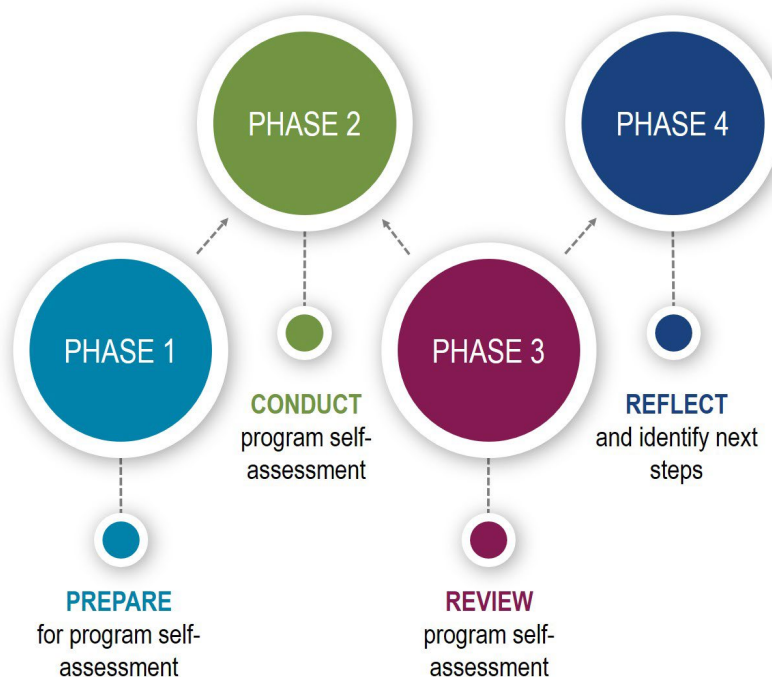 PHASE 1
PREPARE
for program self-
assessment
PHASE 2
CONDUCT
program self-
assessment
PHASE 3
REVIEW
program self-
assessment
PHASE 4
REFLECT
and identify next
steps